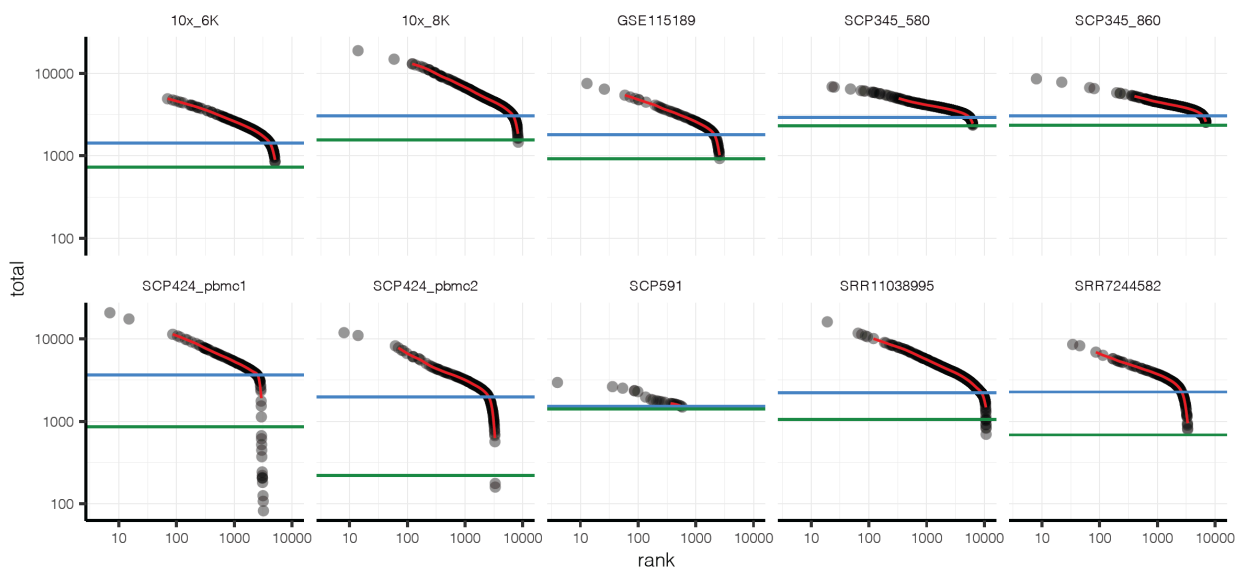 10x_6K 10x_8K GSE115189 SCP345_580 SCP345_860
10000
1000
100
total
SCP424_pbmc1 SCP424_pbmc2 SCP591 SRR11038995 SRR7244582
10000
1000
100
10 100 1000 10000 10 100 1000 10000 10 100 1000 10000 10 100 1000 10000 10 100 1000 10000
rank